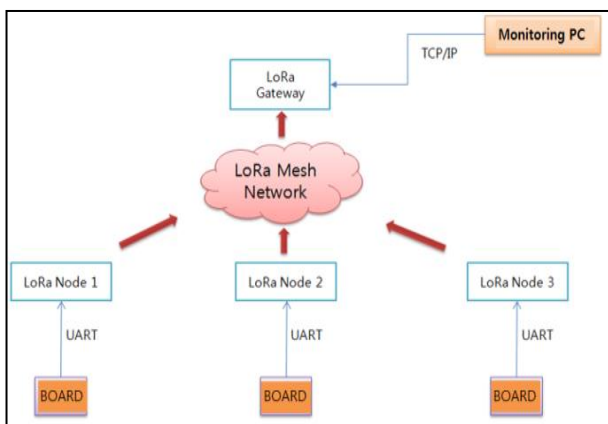 Monitoring PC
TCP/IP
LoRa
Gateway
LoRa Mesh
Network
LoRa Node 1
LoRa Node 2
LoRa Node 3
UART
UART
UART
BOARD
BOARD
BOARD